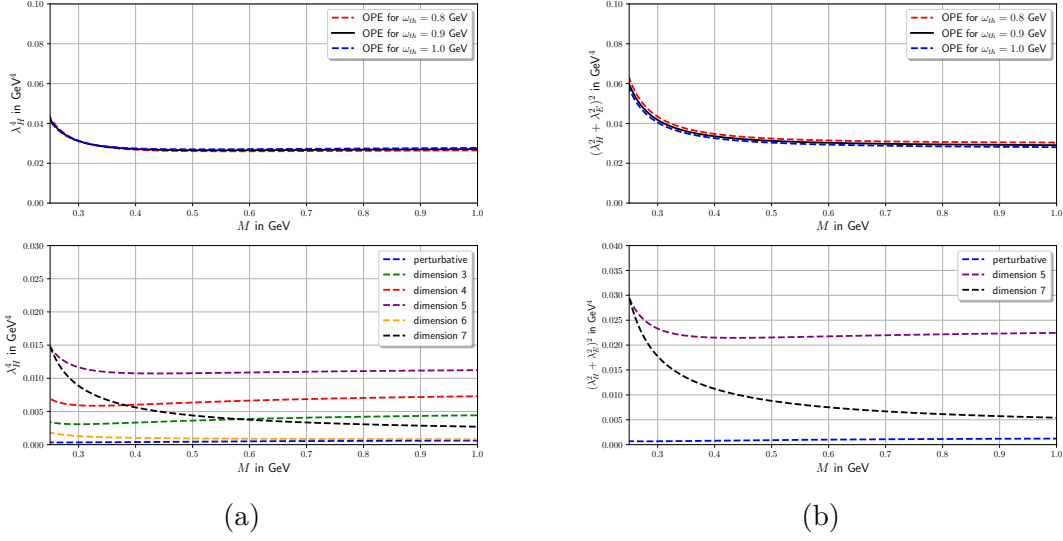 0.10
0.08
0.06
0.04
0.02
0.00
λ_H^4 in GeV^4
OPE for ω_th = 0.8 GeV
OPE for ω_th = 0.9 GeV
OPE for ω_th = 1.0 GeV
0.3 0.4 0.5 0.6 0.7 0.8 0.9 1.0
M in GeV
0.030
0.025
0.020
0.015
0.010
0.005
0.000
λ_H^4 in GeV^4
perturbative
dimension 3
dimension 4
dimension 5
dimension 6
dimension 7
0.3 0.4 0.5 0.6 0.7 0.8 0.9 1.0
M in GeV
(a)
0.10
0.08
0.06
0.04
0.02
0.00
(λ_H^2 + λ_E^2)^2 in GeV^4
OPE for ω_th = 0.8 GeV
OPE for ω_th = 0.9 GeV
OPE for ω_th = 1.0 GeV
0.3 0.4 0.5 0.6 0.7 0.8 0.9 1.0
M in GeV
0.040
0.035
0.030
0.025
0.020
0.015
0.010
0.005
0.000
(λ_H^2 + λ_E^2)^2 in GeV^4
perturbative
dimension 5
dimension 7
0.3 0.4 0.5 0.6 0.7 0.8 0.9 1.0
M in GeV
(b)